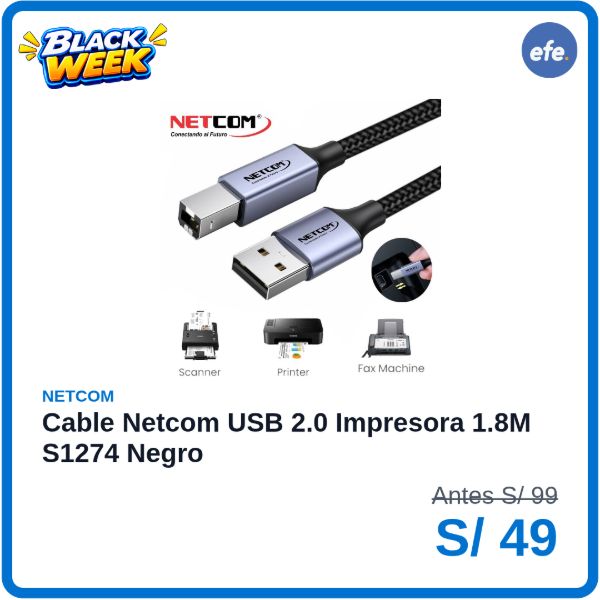 BLACK
WEEK
efe.
NETCOM®
Conectando al Futuro
NETCOM
NETCOM
Scanner
Printer
Fax Machine
NETCOM
Cable Netcom USB 2.0 Impresora 1.8M
S1274 Negro
Antes S/ 99
S/ 49